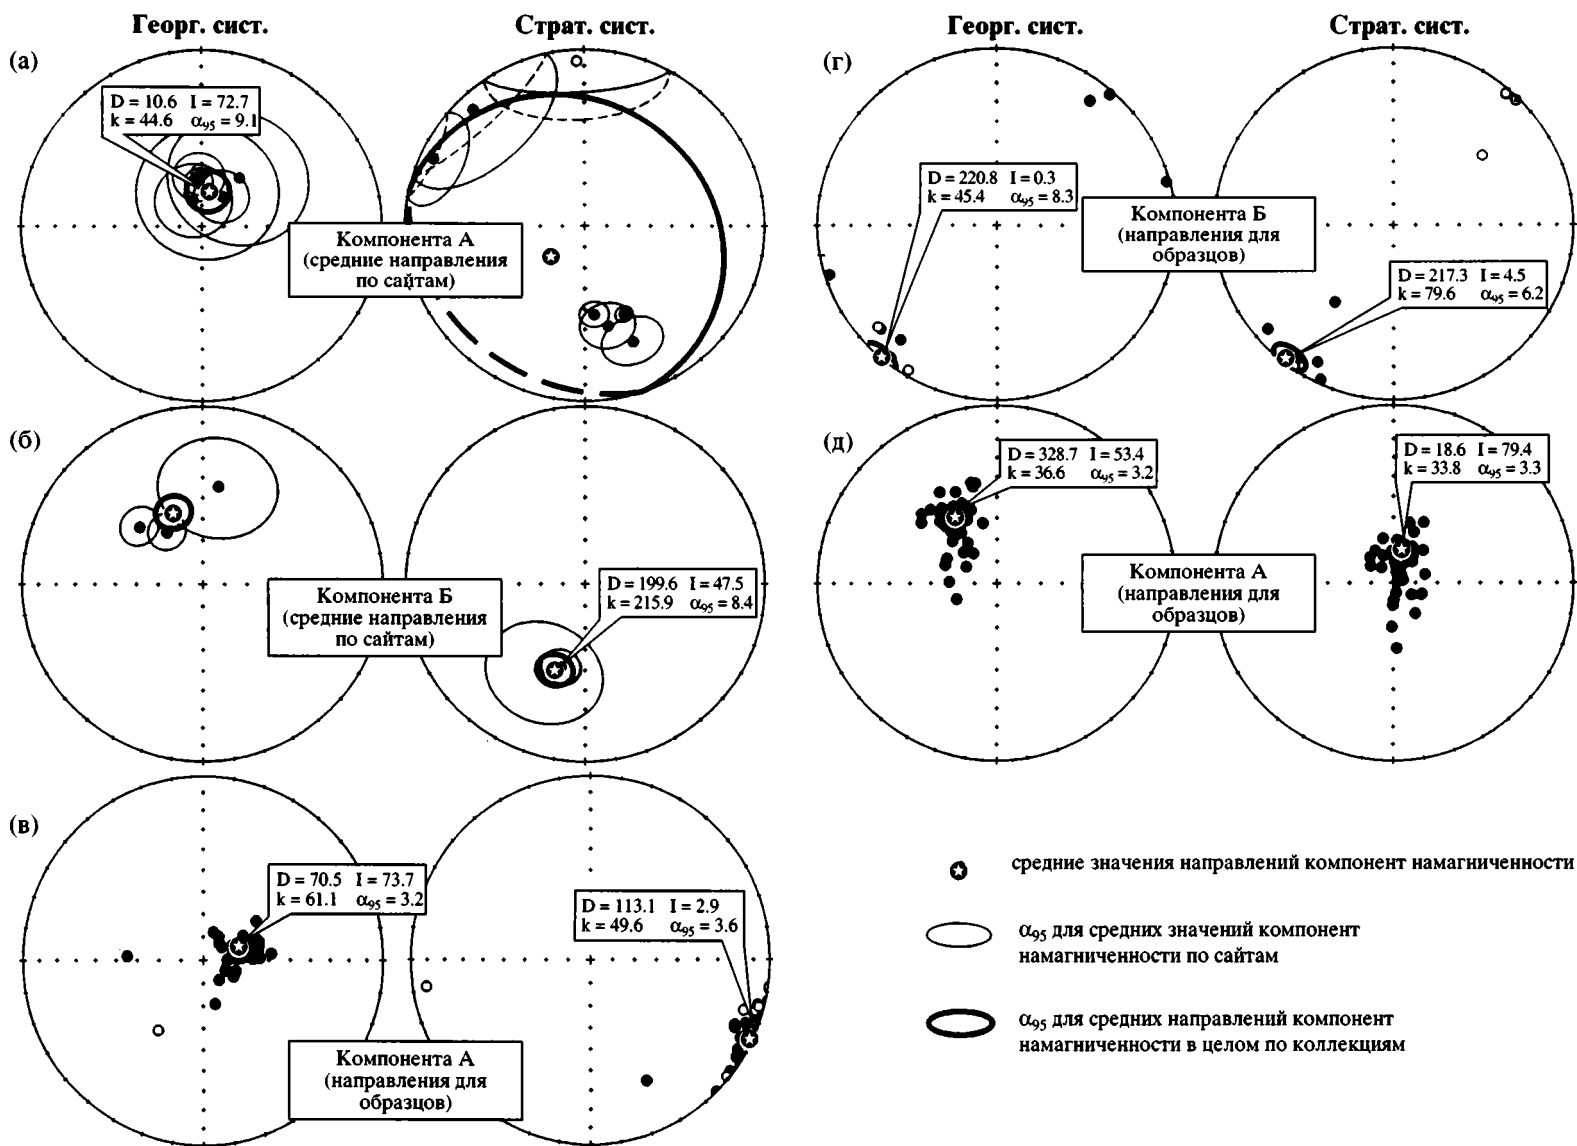 Георг. сист.
Страт. сист.
(а)
D = 10.6 I = 72.7
k = 44.6 α95 = 9.1
Компонента А
(средние направления
по сайтам)
(б)
Компонента Б
(средние направления
по сайтам)
D = 199.6 I = 47.5
k = 215.9 α95 = 8.4
(в)
D = 70.5 I = 73.7
k = 61.1 α95 = 3.2
D = 113.1 I = 2.9
k = 49.6 α95 = 3.6
Компонента А
(направления для
образцов)
Георг. сист.
Страт. сист.
(г)
D = 220.8 I = 0.3
k = 45.4 α95 = 8.3
Компонента Б
(направления для
образцов)
D = 217.3 I = 4.5
k = 79.6 α95 = 6.2
(д)
D = 328.7 I = 53.4
k = 36.6 α95 = 3.2
D = 18.6 I = 79.4
k = 33.8 α95 = 3.3
Компонента А
(направления для
образцов)
средние значения направлений компонент намагниченности
α95 для средних значений компонент
намагниченности по сайтам
α95 для средних направлений компонент
намагниченности в целом по коллекциям